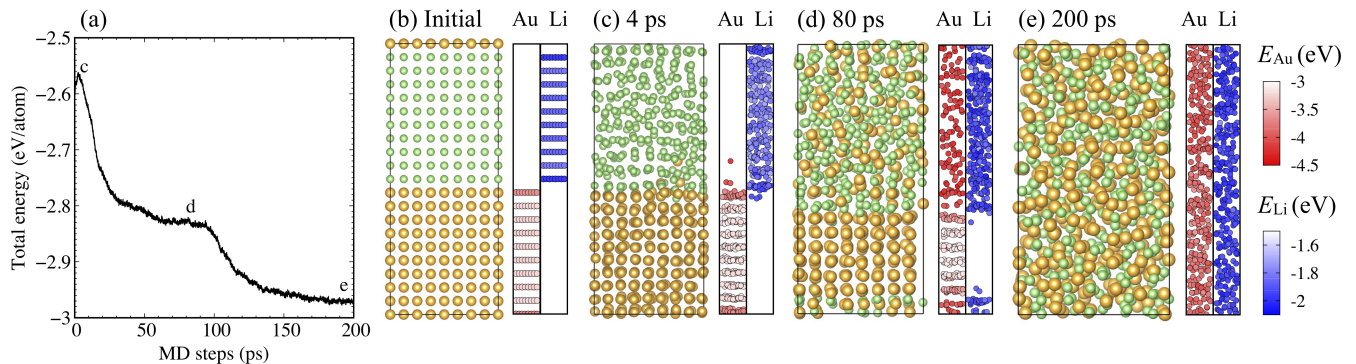 (a)
Total energy (eV/atom)
−2.5
−2.6
−2.7
−2.8
−2.9
−3
0
50
100
150
200
MD steps (ps)
c
d
e
(b) Initial
Au Li
(c) 4 ps
Au Li
(d) 80 ps
Au Li
(e) 200 ps
Au Li
E_Au (eV)
-3
-3.5
-4
-4.5
E_Li (eV)
-1.6
-1.8
-2